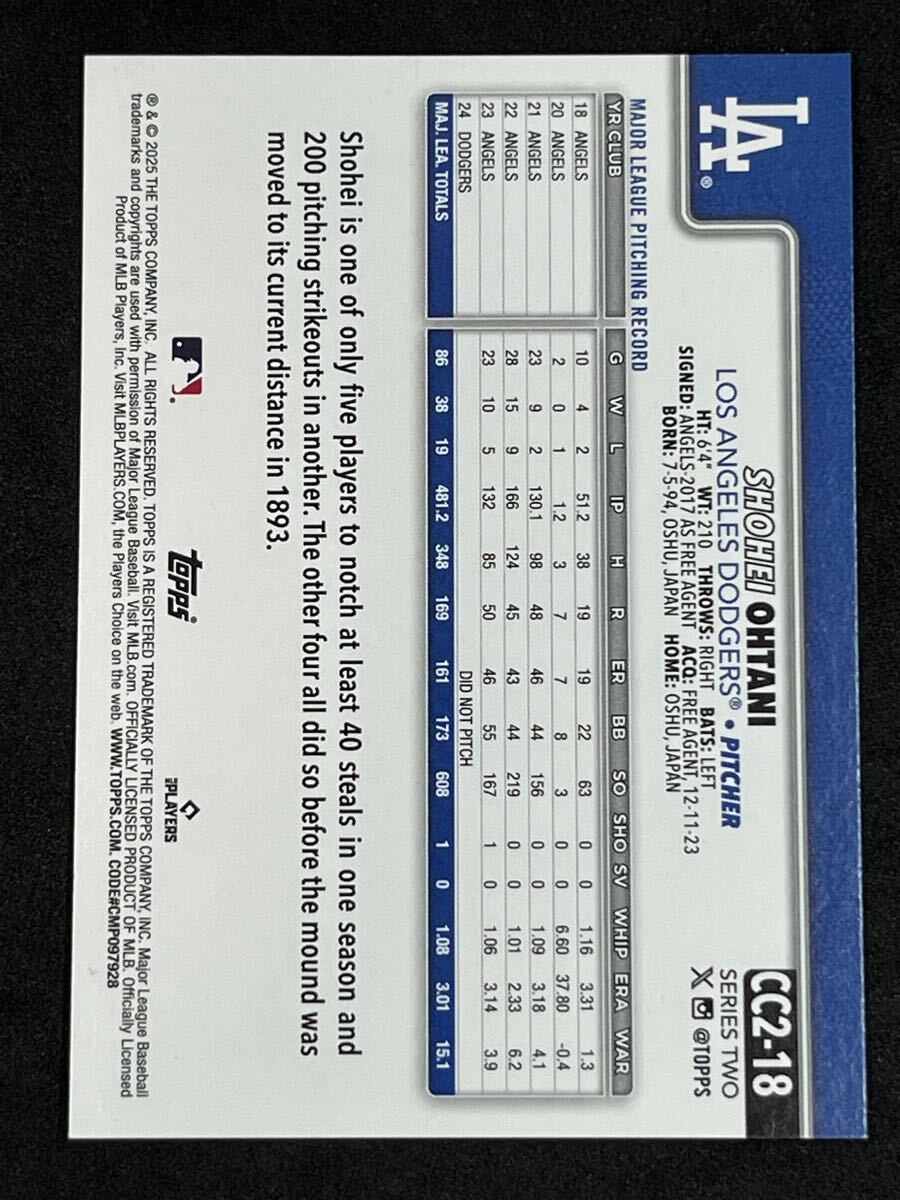 LA®
CC2-18
SHOHEI OHTANI
SERIES TWO
LOS ANGELES DODGERS® • PITCHER
X @TOPPS
HT: 6'4" WT: 210 THROWS: RIGHT BATS: LEFT
SIGNED: ANGELS-2017 AS FREE AGENT ACQ: FREE AGENT, 12-11-23
BORN: 7-5-94, OSHU, JAPAN HOME: OSHU, JAPAN
MAJOR LEAGUE PITCHING RECORD
YR CLUB G W L IP H R ER BB SO SHO SV WHIP ERA WAR
18 ANGELS 10 4 2 51.2 38 19 19 22 63 0 0 1.16 3.31 1.3
20 ANGELS 2 0 1 1.2 3 7 7 8 3 0 0 6.60 37.80 -0.4
21 ANGELS 23 9 2 130.1 98 48 46 44 156 0 0 1.09 3.18 4.1
22 ANGELS 28 15 9 166 124 45 43 44 219 0 0 1.01 2.33 6.2
23 ANGELS 23 10 5 132 85 50 46 55 167 1 0 1.06 3.14 3.9
24 DODGERS DID NOT PITCH
MAJ. LEA. TOTALS 86 38 19 481.2 348 169 161 173 608 1 0 1.08 3.01 15.1
Shohei is one of only five players to notch at least 40 steals in one season and
200 pitching strikeouts in another. The other four all did so before the mound was
moved to its current distance in 1893.
topps®
MLB PLAYERS
® & © 2025 THE TOPPS COMPANY, INC. ALL RIGHTS RESERVED. TOPPS IS A REGISTERED TRADEMARK OF THE TOPPS COMPANY, INC. Major League Baseball
trademarks and copyrights are used with permission of Major League Baseball. Visit MLB.com. OFFICIALLY LICENSED PRODUCT OF MLB. Officially Licensed
Product of MLB Players, Inc. Visit MLBPLAYERS.COM, the Players Choice on the web. WWW.TOPPS.COM. CODE#CMP097928